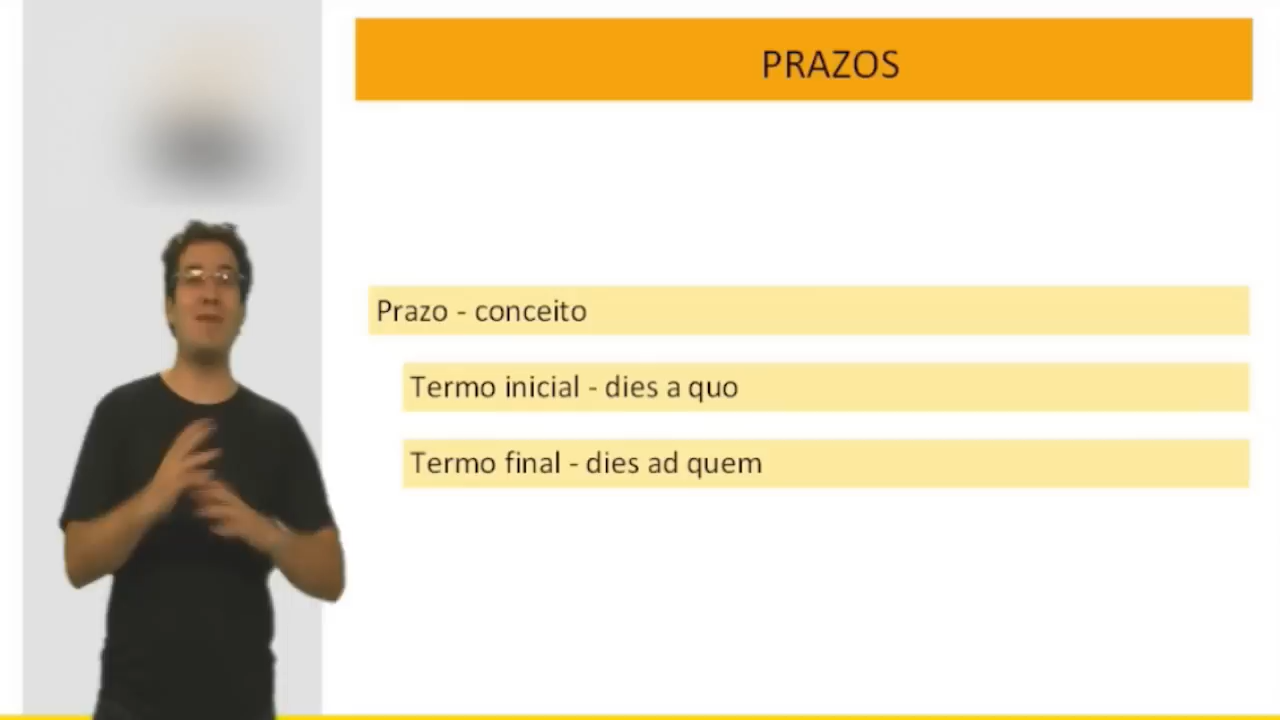 PRAZOS
Prazo - conceito
Termo inicial - dies a quo
Termo final - dies ad quem